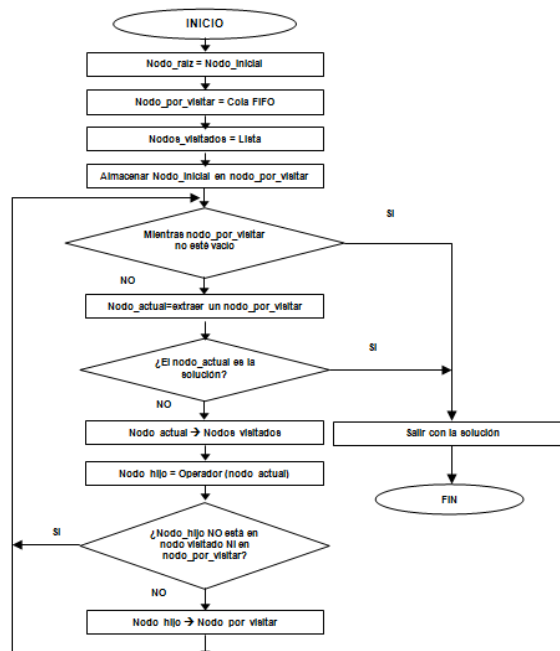 INICIO
Nodo_raiz = Nodo_Inicial
Nodo_por_visitar = Cola FIFO
Nodos_visitados = Lista
Almacenar Nodo_Inicial en nodo_por_visitar
SI
Mientras nodo_por_visitar
no esté vacio
NO
Nodo_actual=extraer un nodo_por_visitar
SI
¿El nodo_actual es la
solución?
NO
Nodo actual → Nodos visitados
Salir con la solución
Nodo hijo = Operador (nodo actual)
FIN
SI
¿Nodo_hijo NO está en
nodo visitado NI en
nodo_por_visitar?
NO
Nodo hijo → Nodo por visitar